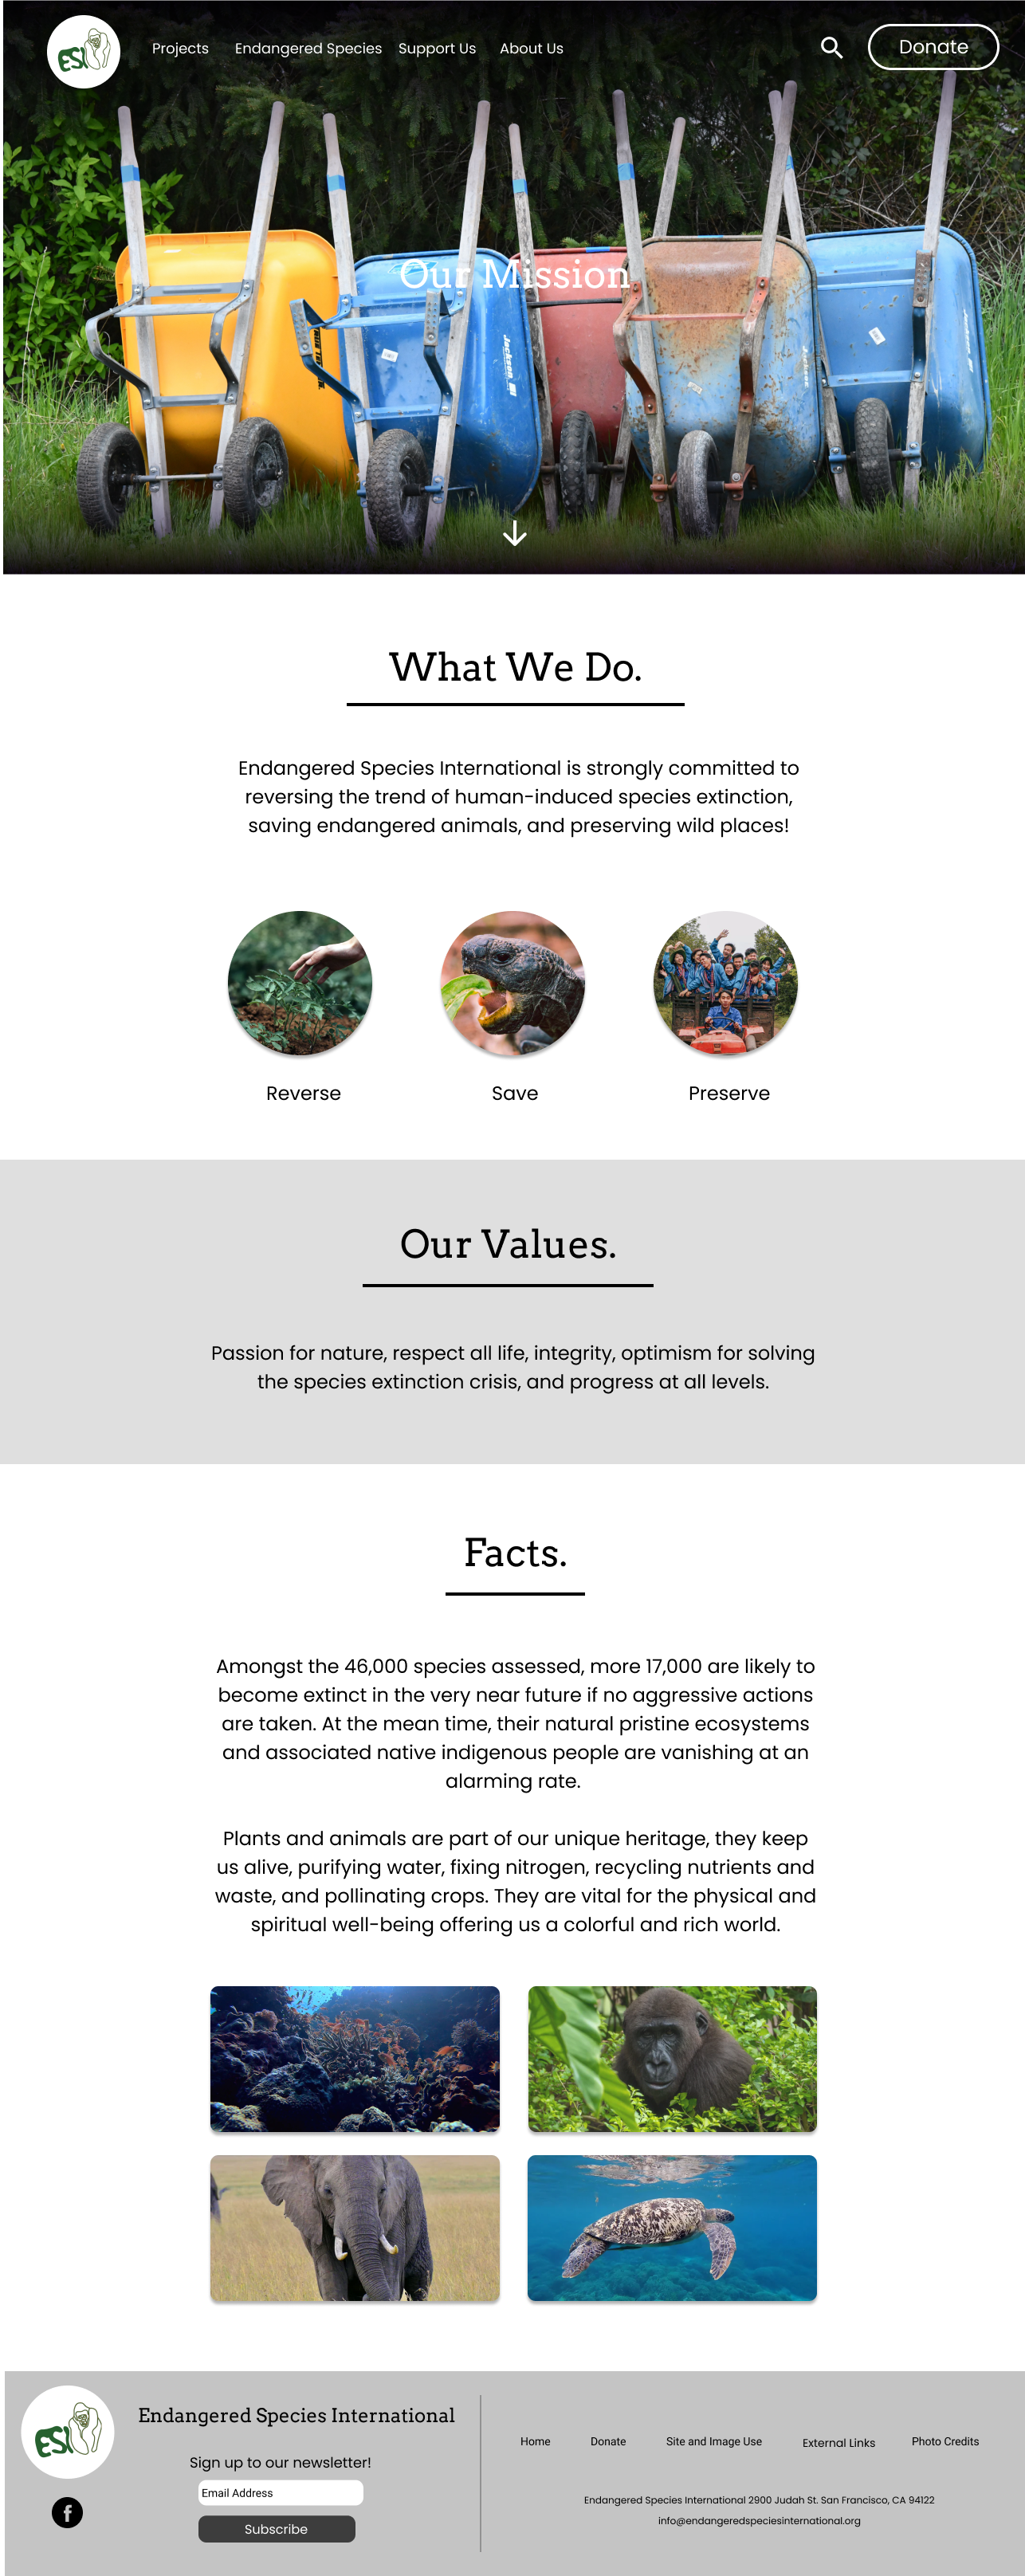 ESI
Projects Endangered Species Support Us About Us
Donate
Our Mission
Jackson
Jackson
What We Do.
Endangered Species International is strongly committed to
reversing the trend of human-induced species extinction,
saving endangered animals, and preserving wild places!
Reverse
Save
Preserve
Our Values.
Passion for nature, respect all life, integrity, optimism for solving
the species extinction crisis, and progress at all levels.
Facts.
Amongst the 46,000 species assessed, more 17,000 are likely to
become extinct in the very near future if no aggressive actions
are taken. At the mean time, their natural pristine ecosystems
and associated native indigenous people are vanishing at an
alarming rate.
Plants and animals are part of our unique heritage, they keep
us alive, purifying water, fixing nitrogen, recycling nutrients and
waste, and pollinating crops. They are vital for the physical and
spiritual well-being offering us a colorful and rich world.
ESI
Endangered Species International
Sign up to our newsletter!
Email Address
Subscribe
Home Donate Site and Image Use External Links Photo Credits
Endangered Species International 2900 Judah St. San Francisco, CA 94122
info@endangeredspeciesinternational.org